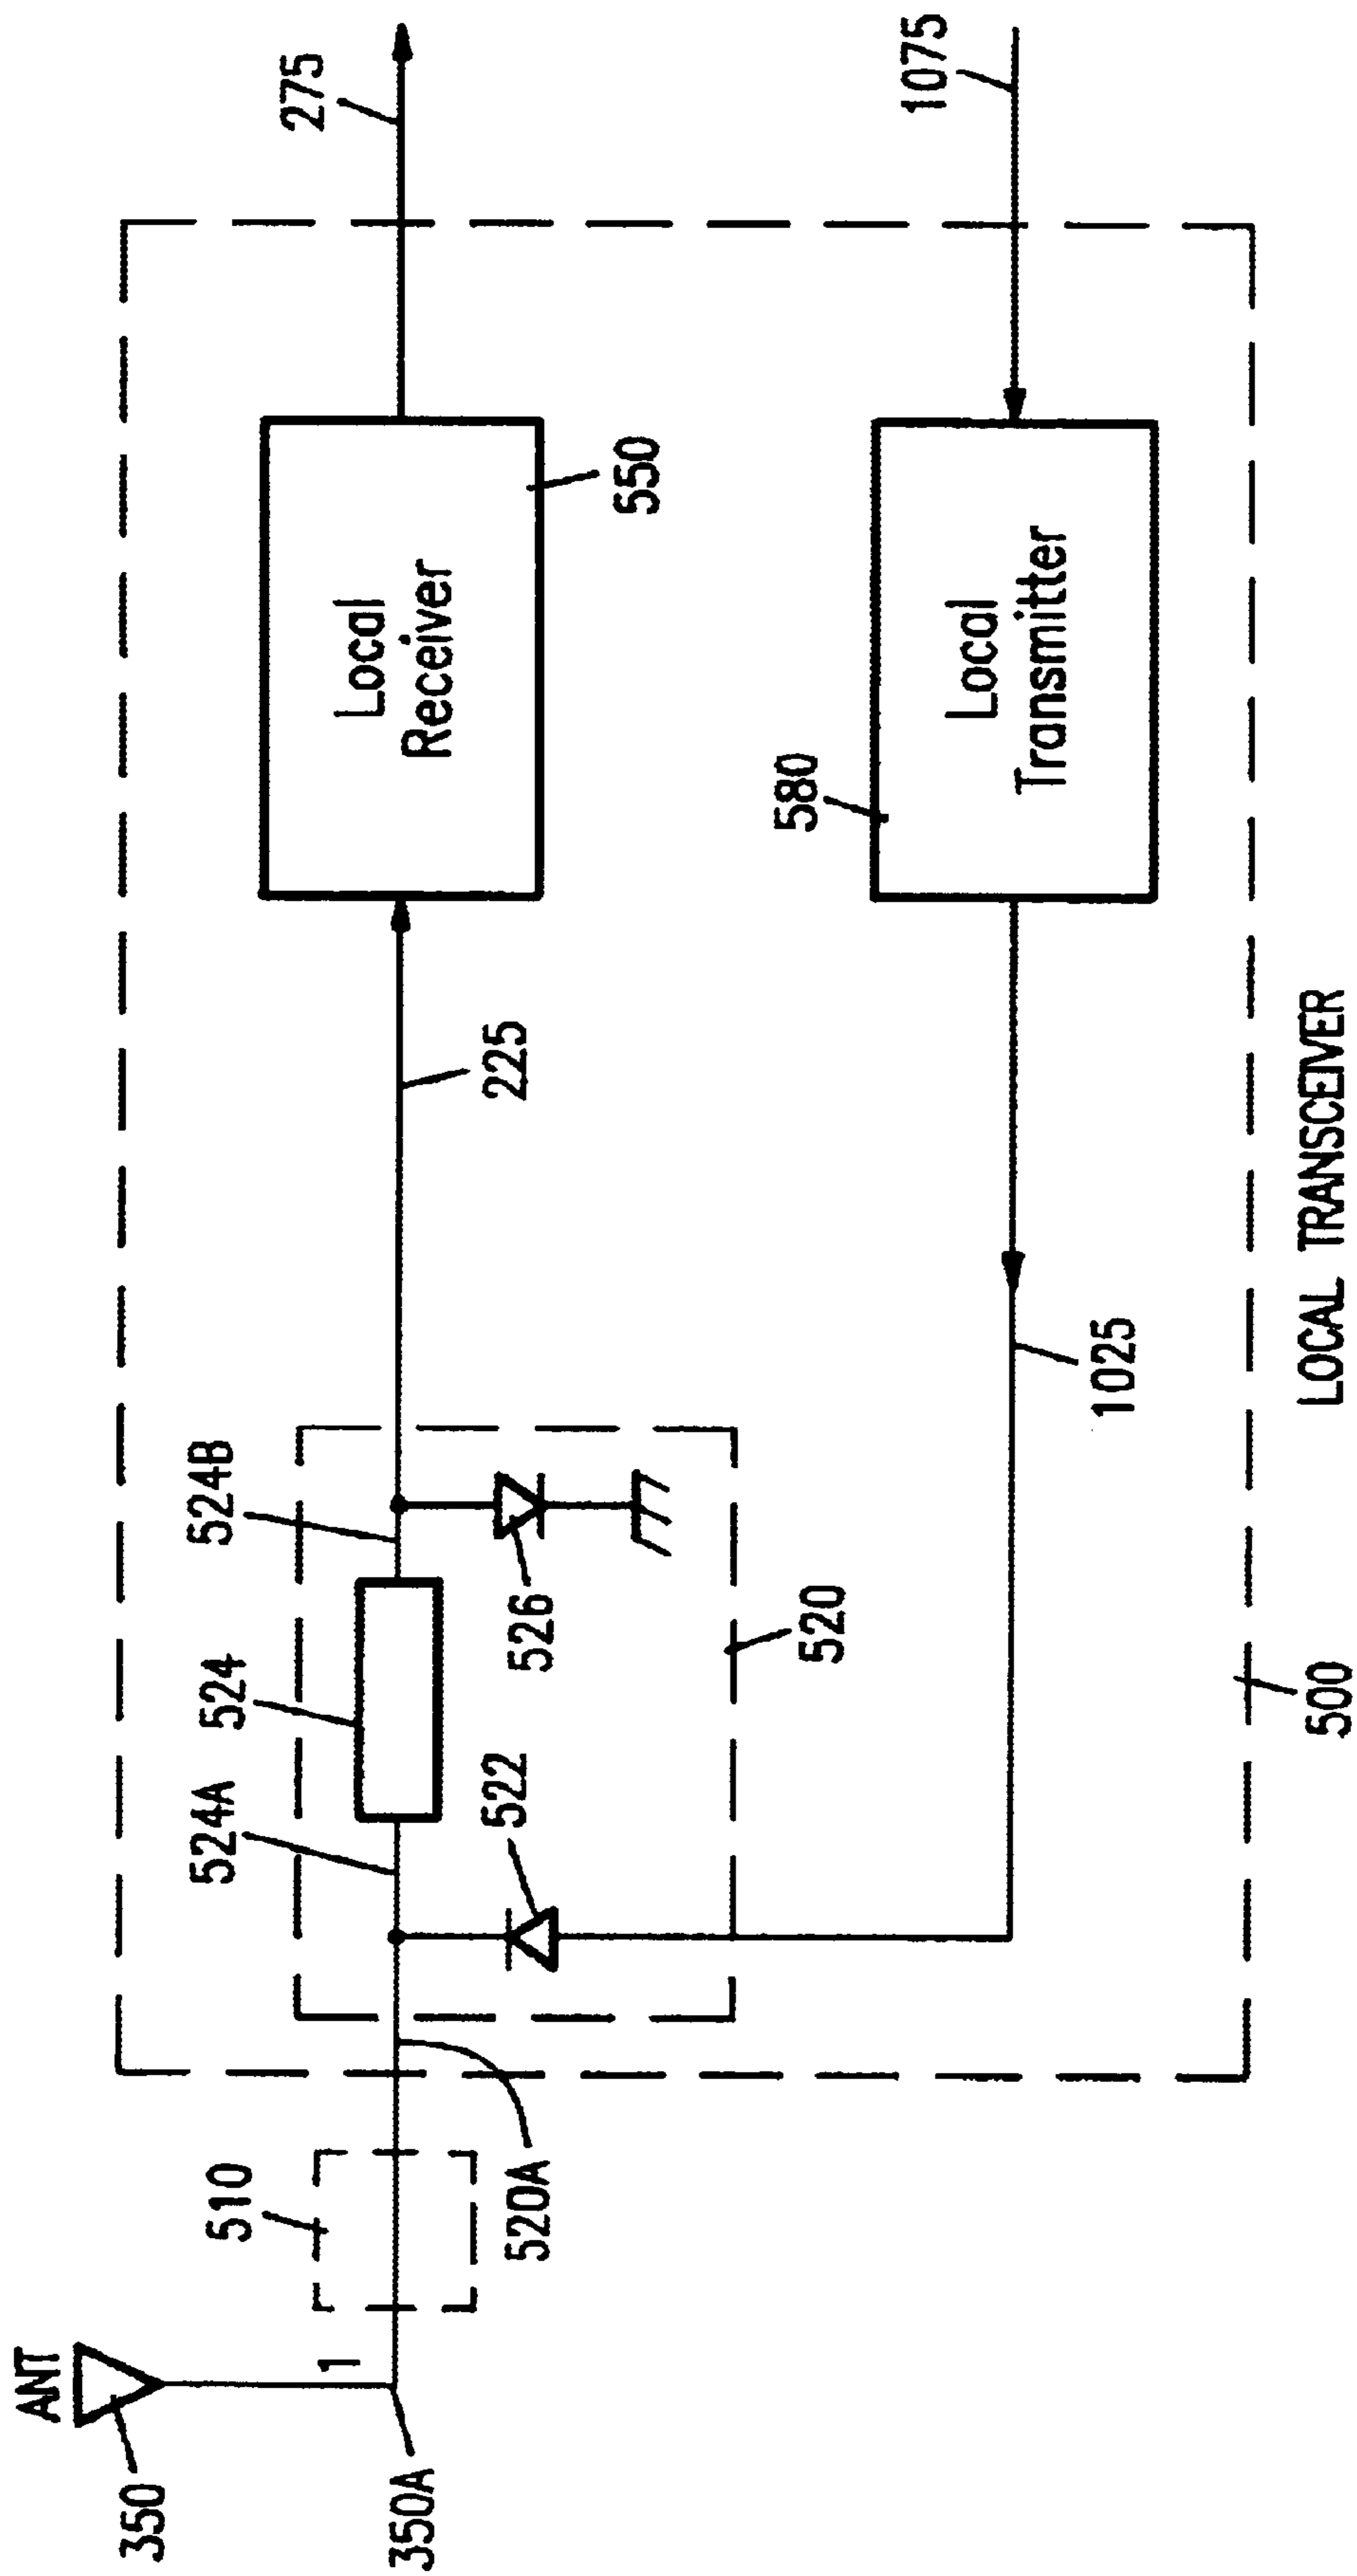 ANT
350
1
350A
510
520A
524A
524
524B
522
526
520
225
Local
Receiver
550
275
580
Local
Transmitter
1025
1075
500
LOCAL TRANSCEIVER